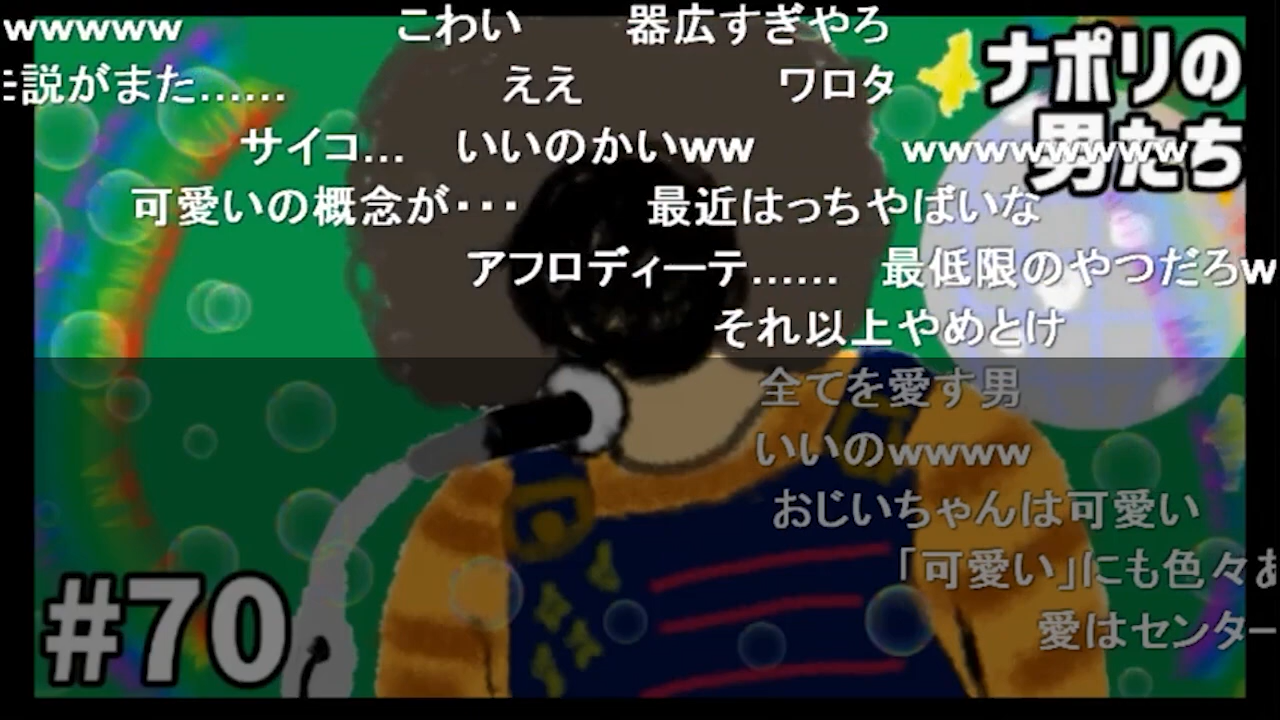 wwwww
こわい
器広すぎやろ
ナポリの
男たち
説がまた……
ええ
ワロタ
サイコ…
いいのかいww
wwwwwwwww
可愛いの概念が・・・
最近はっちやばいな
アフロディーテ……
最低限のやつだろw
それ以上やめとけ
全てを愛す男
いいのwwww
おじいちゃんは可愛い
「可愛い」にも色々あ
愛はセンター
#70